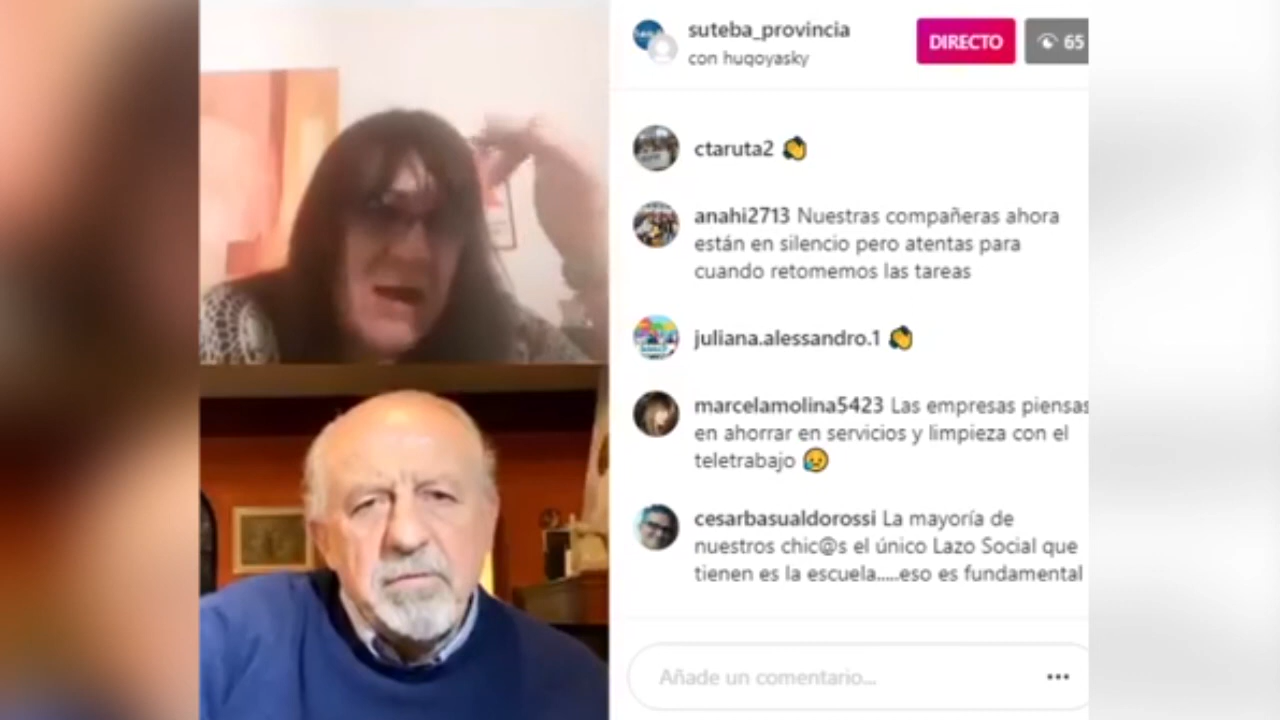 suteba_provincia
con hugoyasky
DIRECTO
65
ctaruta2
anahi2713 Nuestras compañeras ahora
están en silencio pero atentas para
cuando retomemos las tareas
juliana.alessandro.1
marcelamolina5423 Las empresas piensas
en ahorrar en servicios y limpieza con el
teletrabajo
cesarbasualdorossi La mayoría de
nuestros chic@s el único Lazo Social que
tienen es la escuela.....eso es fundamental
Añade un comentario...